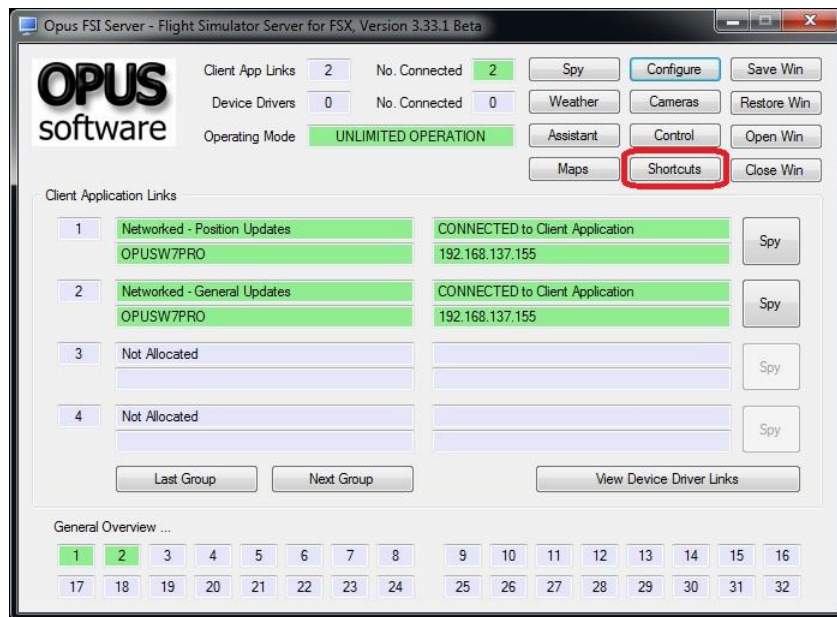 Opus FSI Server - Flight Simulator Server for FSX, Version 3.33.1 Beta
OPUS
software
Client App Links 2 No. Connected 2 Spy Configure Save Win
Device Drivers 0 No. Connected 0 Weather Cameras Restore Win
Operating Mode UNLIMITED OPERATION Assistant Control Open Win
Maps Shortcuts Close Win
Client Application Links
1 Networked - Position Updates CONNECTED to Client Application Spy
OPUSW7PRO 192.168.137.155
2 Networked - General Updates CONNECTED to Client Application Spy
OPUSW7PRO 192.168.137.155
3 Not Allocated Spy
4 Not Allocated Spy
Last Group Next Group View Device Driver Links
General Overview ...
1 2 3 4 5 6 7 8 9 10 11 12 13 14 15 16
17 18 19 20 21 22 23 24 25 26 27 28 29 30 31 32